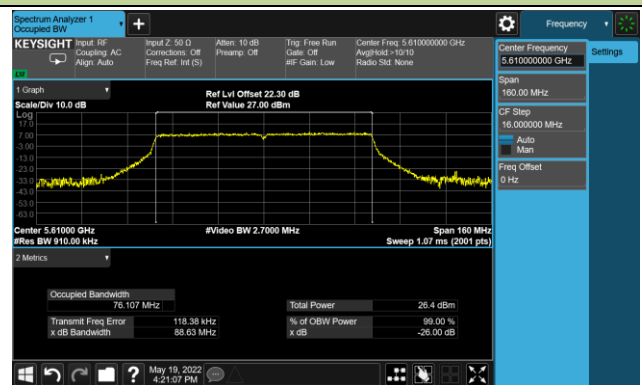 Spectrum Analyzer 1
Occupied BW
+
Frequency
KEYSIGHT
Input: RF
Coupling: AC
Align: Auto
Input Z: 50 Ω
Corrections: Off
Freq Ref: Int (S)
Atten: 10 dB
Preamp: Off
Trig: Free Run
Gate: Off
#IF Gain: Low
Center Freq: 5.610000000 GHz
Avg|Hold:>10/10
Radio Std: None
1 Graph
Scale/Div 10.0 dB
Ref Lvl Offset 22.30 dB
Ref Value 27.00 dBm
Log
17.0
7.00
-3.00
-13.0
-23.0
-33.0
-43.0
-53.0
-63.0
Center 5.61000 GHz
#Res BW 910.00 kHz
#Video BW 2.7000 MHz
Span 160 MHz
Sweep 1.07 ms (2001 pts)
2 Metrics
Occupied Bandwidth
76.107 MHz
Transmit Freq Error 118.38 kHz
x dB Bandwidth 88.63 MHz
Total Power 26.4 dBm
% of OBW Power 99.00 %
x dB -26.00 dB
May 19, 2022
4:21:07 PM
?
Center Frequency
5.610000000 GHz
Settings
Span
160.00 MHz
CF Step
16.000000 MHz
Auto
Man
Freq Offset
0 Hz